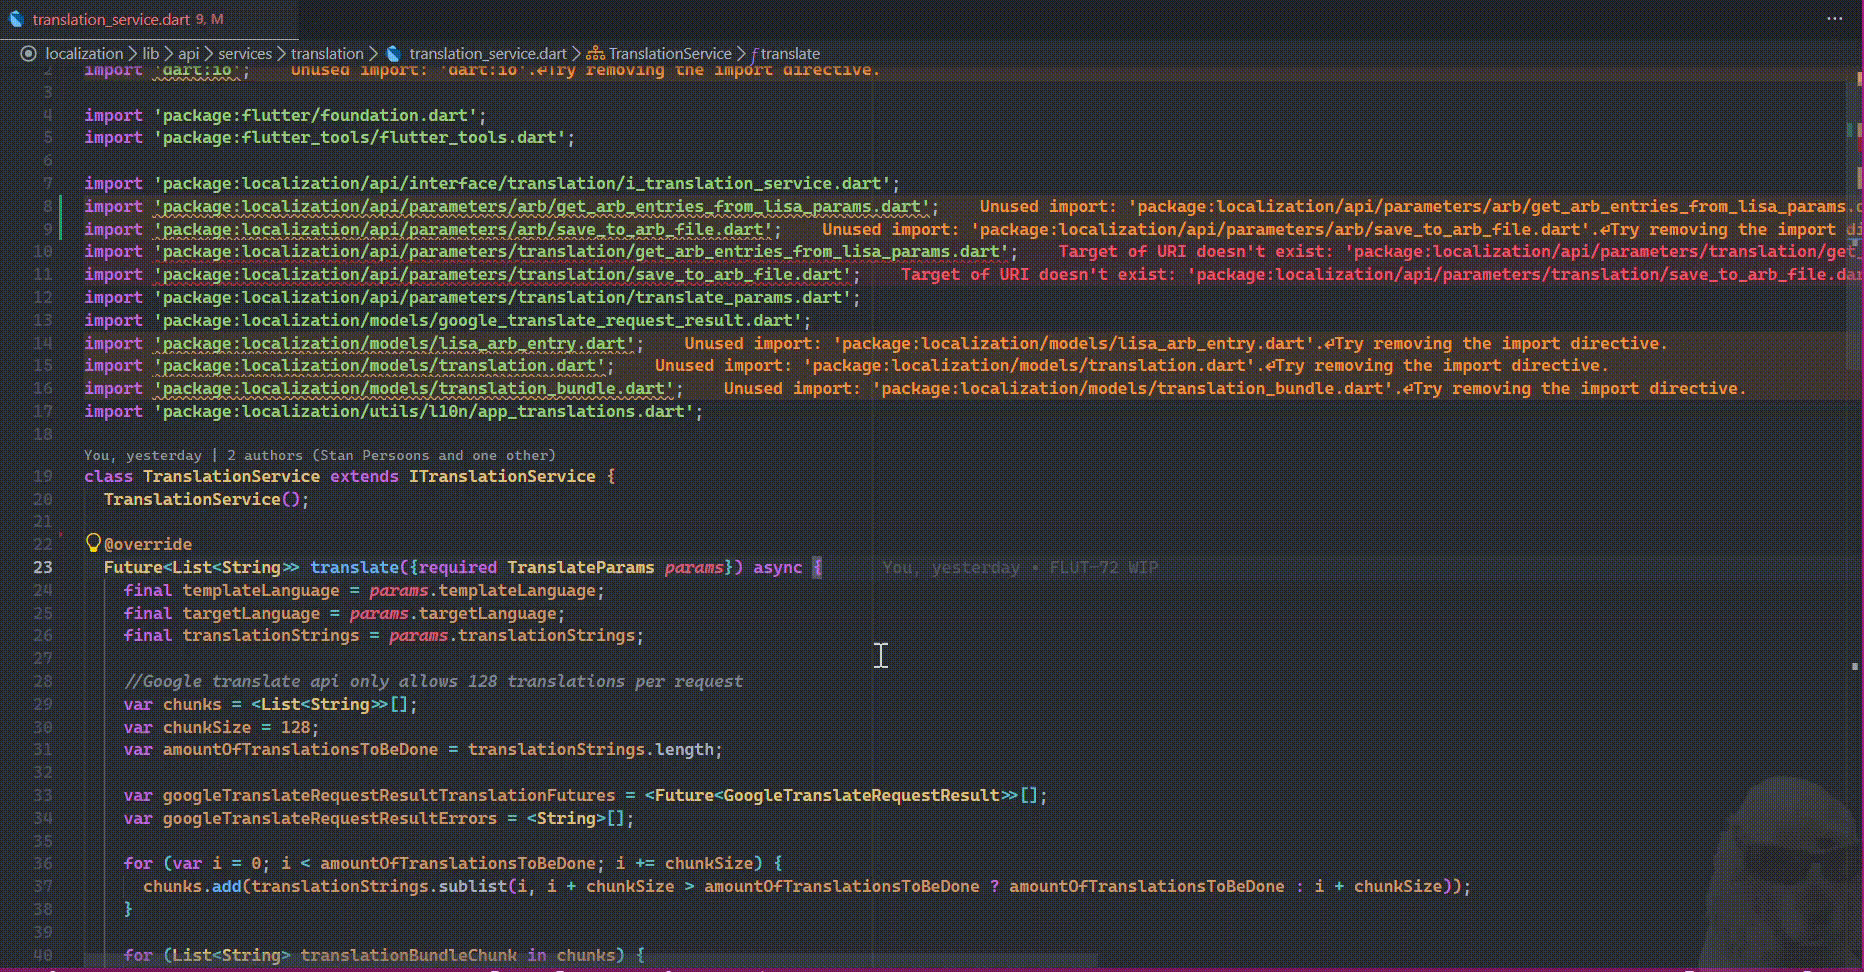 translation_service.dart 9, M
localization > lib > api > services > translation > translation_service.dart > TranslationService > translate
2 import 'dart:io'; Unused import: 'dart:io'.↵Try removing the import directive.
3
4 import 'package:flutter/foundation.dart';
5 import 'package:flutter_tools/flutter_tools.dart';
6
7 import 'package:localization/api/interface/translation/i_translation_service.dart';
8 import 'package:localization/api/parameters/arb/get_arb_entries_from_lisa_params.dart'; Unused import: 'package:localization/api/parameters/arb/get_arb_entries_from_lisa_params.
9 import 'package:localization/api/parameters/arb/save_to_arb_file.dart'; Unused import: 'package:localization/api/parameters/arb/save_to_arb_file.dart'.↵Try removing the import di
10 import 'package:localization/api/parameters/translation/get_arb_entries_from_lisa_params.dart'; Target of URI doesn't exist: 'package:localization/api/parameters/translation/get_
11 import 'package:localization/api/parameters/translation/save_to_arb_file.dart'; Target of URI doesn't exist: 'package:localization/api/parameters/translation/save_to_arb_file.da
12 import 'package:localization/api/parameters/translation/translate_params.dart';
13 import 'package:localization/models/google_translate_request_result.dart';
14 import 'package:localization/models/lisa_arb_entry.dart'; Unused import: 'package:localization/models/lisa_arb_entry.dart'.↵Try removing the import directive.
15 import 'package:localization/models/translation.dart'; Unused import: 'package:localization/models/translation.dart'.↵Try removing the import directive.
16 import 'package:localization/models/translation_bundle.dart'; Unused import: 'package:localization/models/translation_bundle.dart'.↵Try removing the import directive.
17 import 'package:localization/utils/l10n/app_translations.dart';
18
You, yesterday | 2 authors (Stan Persoons and one other)
19 class TranslationService extends ITranslationService {
20 TranslationService();
21
22 @override
23 Future<List<String>> translate({required TranslateParams params}) async { You, yesterday • FLUT-72 WIP
24 final templateLanguage = params.templateLanguage;
25 final targetLanguage = params.targetLanguage;
26 final translationStrings = params.translationStrings;
27
28 //Google translate api only allows 128 translations per request
29 var chunks = <List<String>>[];
30 var chunkSize = 128;
31 var amountOfTranslationsToBeDone = translationStrings.length;
32
33 var googleTranslateRequestResultTranslationFutures = <Future<GoogleTranslateRequestResult>>[];
34 var googleTranslateRequestResultErrors = <String>[];
35
36 for (var i = 0; i < amountOfTranslationsToBeDone; i += chunkSize) {
37 chunks.add(translationStrings.sublist(i, i + chunkSize > amountOfTranslationsToBeDone ? amountOfTranslationsToBeDone : i + chunkSize));
38 }
39
40 for (List<String> translationBundleChunk in chunks) {